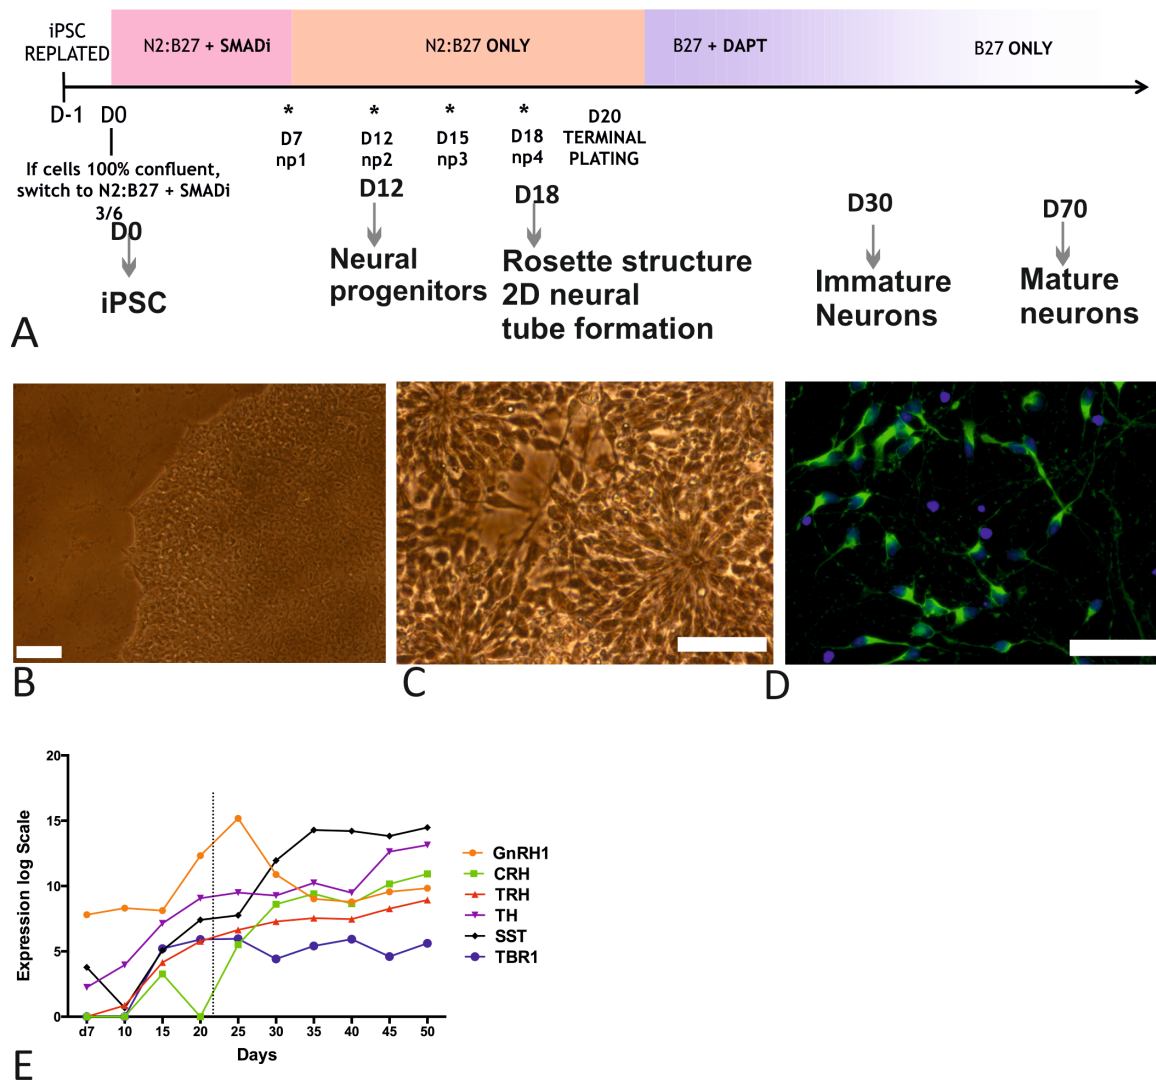 iPSC
REPLATED
N2:B27 + SMADi
N2:B27 ONLY
B27 + DAPT
B27 ONLY
D-1
D0
*
*
*
*
D7
np1
D12
np2
D15
np3
D18
np4
D20
TERMINAL
PLATING
If cells 100% confluent,
switch to N2:B27 + SMADi
3/6
D0
iPSC
D12
Neural
progenitors
D18
Rosette structure
2D neural
tube formation
D30
Immature
Neurons
D70
Mature
neurons
A
B
C
D
20
15
10
5
0
Expression log Scale
d7
10
15
20
25
30
35
40
45
50
Days
GnRH1
CRH
TRH
TH
SST
TBR1
E